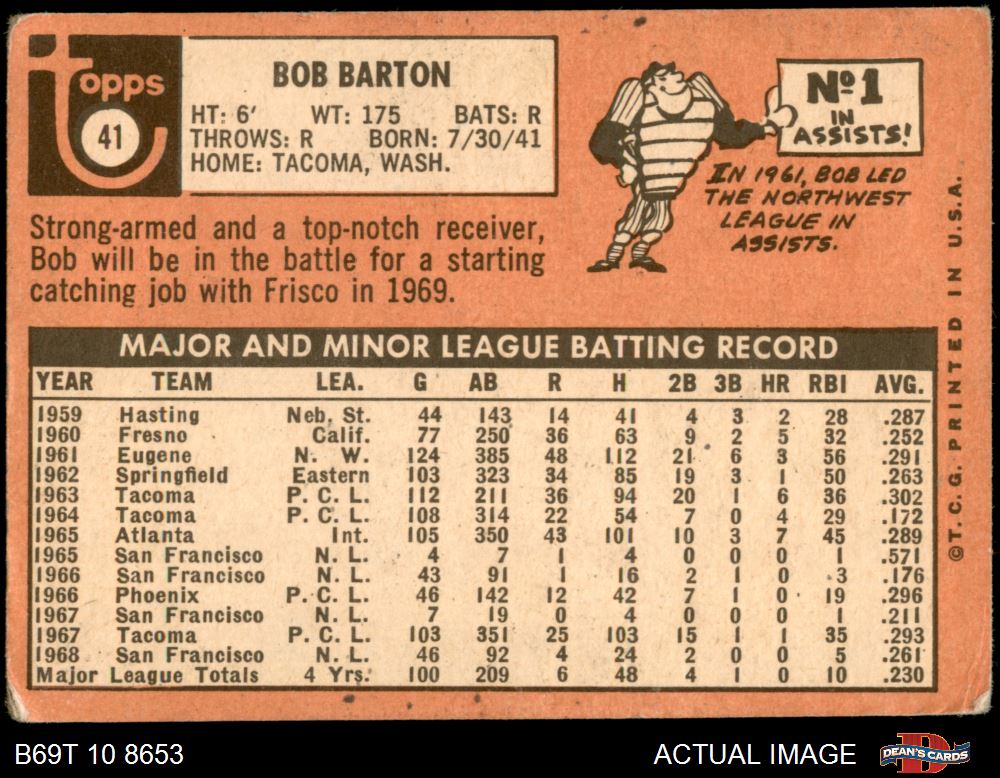 Topps
41
BOB BARTON
HT: 6' WT: 175 BATS: R
THROWS: R BORN: 7/30/41
HOME: TACOMA, WASH.
Nº 1
IN
ASSISTS!
IN 1961, BOB LED
THE NORTHWEST
LEAGUE IN
ASSISTS.
Strong-armed and a top-notch receiver,
Bob will be in the battle for a starting
catching job with Frisco in 1969.
MAJOR AND MINOR LEAGUE BATTING RECORD
YEAR TEAM LEA. G AB R H 2B 3B HR RBI AVG.
1959 Hasting Neb. St. 44 143 14 41 4 3 2 28 .287
1960 Fresno Calif. 77 250 36 63 9 2 5 32 .252
1961 Eugene N. W. 124 385 48 112 21 6 3 56 .291
1962 Springfield Eastern 103 323 34 85 19 3 1 50 .263
1963 Tacoma P. C. L. 112 211 36 94 20 1 6 36 .302
1964 Tacoma P. C. L. 108 314 22 54 7 0 4 29 .172
1965 Atlanta Int. 105 350 43 101 10 3 7 45 .289
1965 San Francisco N. L. 4 7 1 4 0 0 0 1 .571
1966 San Francisco N. L. 43 91 1 16 2 1 0 3 .176
1966 Phoenix P. C. L. 46 142 12 42 7 1 0 19 .296
1967 San Francisco N. L. 7 19 0 4 0 0 0 1 .211
1967 Tacoma P. C. L. 103 351 25 103 15 1 1 35 .293
1968 San Francisco N. L. 46 92 4 24 2 0 0 5 .261
Major League Totals 4 Yrs. 100 209 6 48 4 1 0 10 .230
©T. C. G. PRINTED IN U.S.A.
B69T 10 8653
ACTUAL IMAGE
DEAN'S CARDS